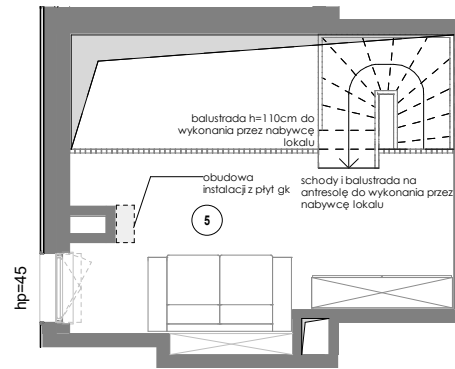 balustrada h=110cm do
wykonania przez nabywcę
lokalu
obudowa
instalacji z płyt gk
schody i balustrada na
antresolę do wykonania przez
nabywcę lokalu
5
hp=45